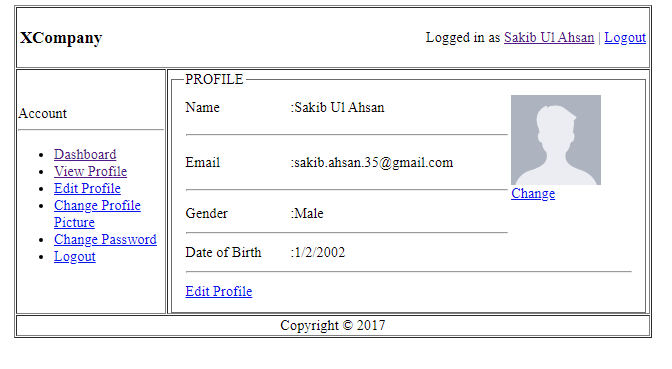 XCompany
Logged in as Sakib Ul Ahsan | Logout
Account
Dashboard
View Profile
Edit Profile
Change Profile
Picture
Change Password
Logout
PROFILE
Name :Sakib Ul Ahsan
Email :sakib.ahsan.35@gmail.com
Gender :Male
Date of Birth :1/2/2002
Change
Edit Profile
Copyright © 2017